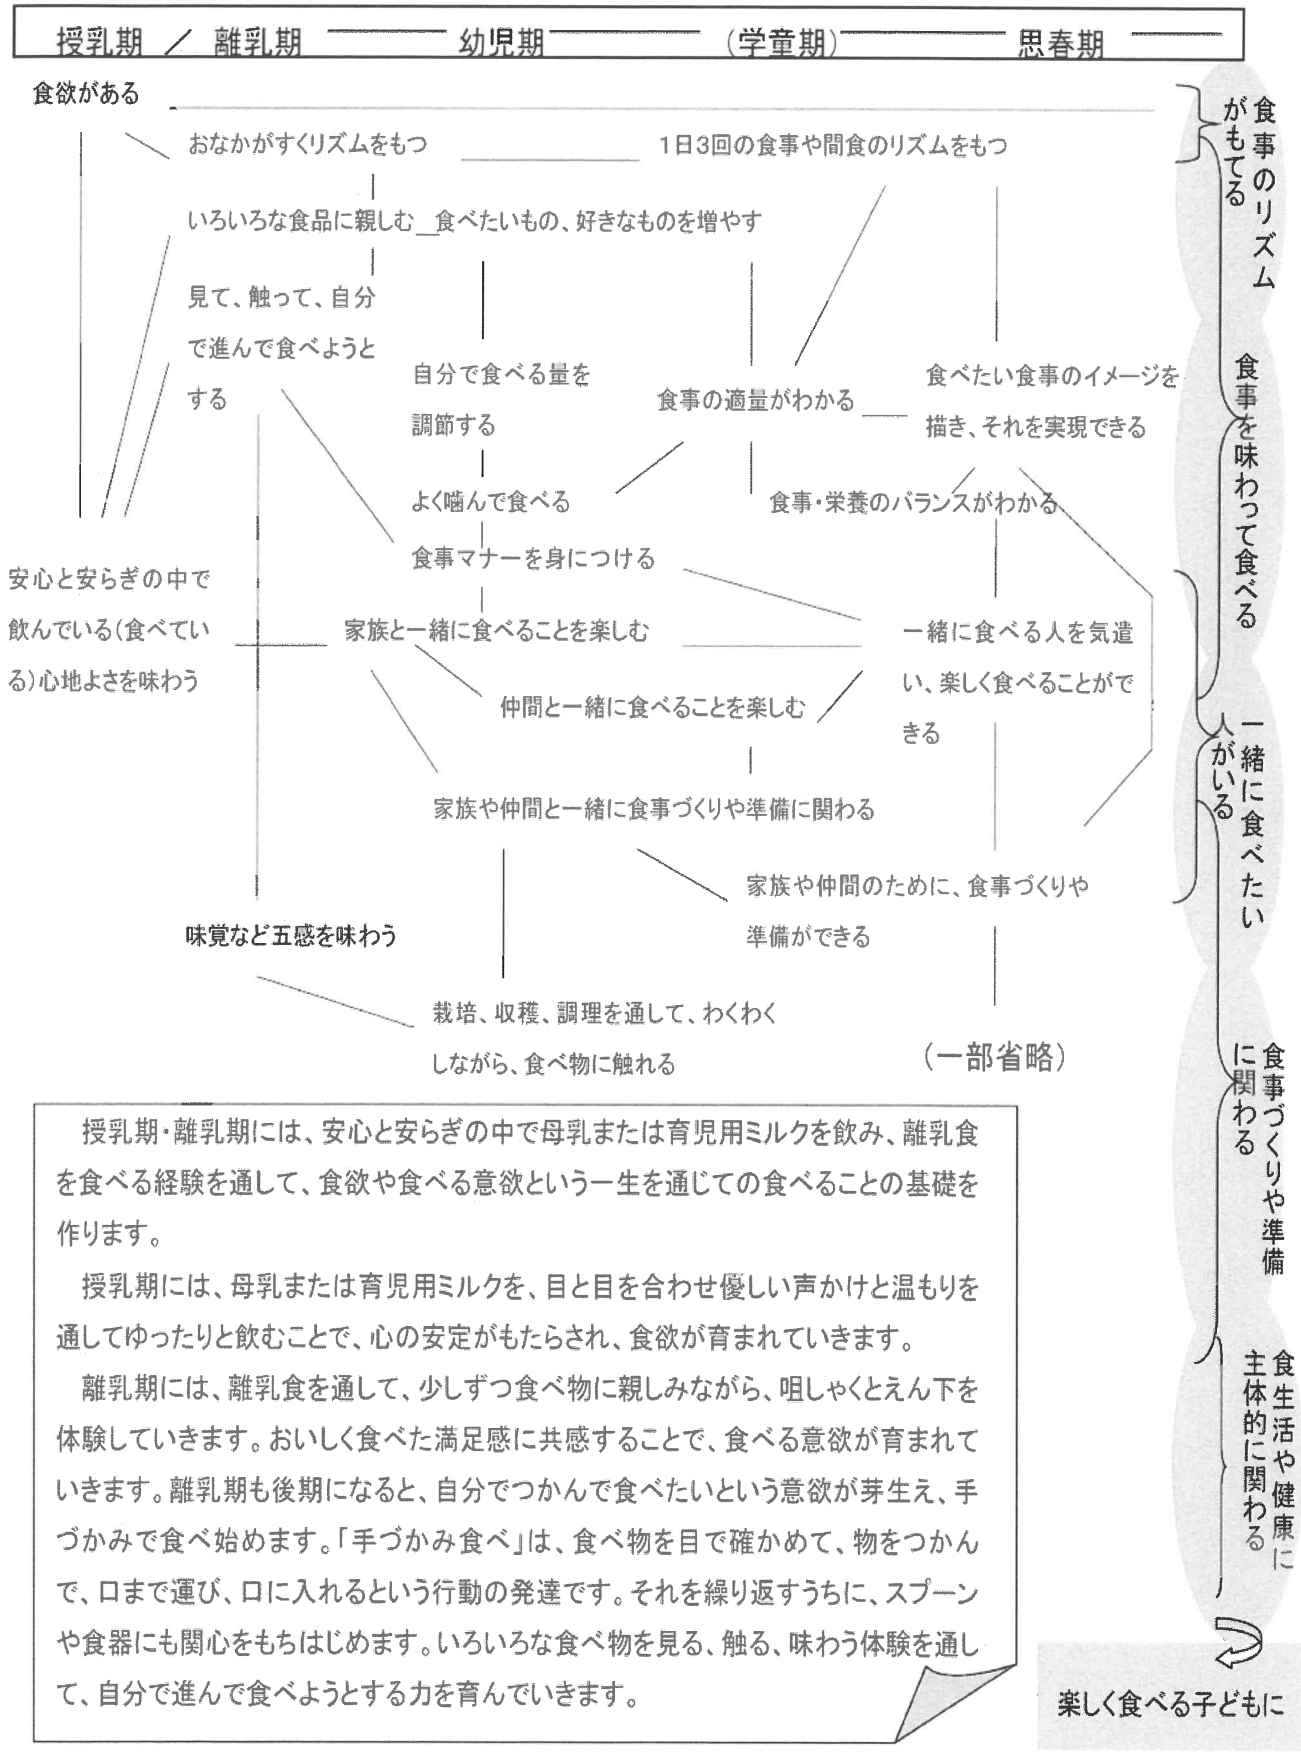 授乳期 / 離乳期 ――― 幼児期 ――― (学童期) ――― 思春期 ―――
食欲がある
おなかがすくリズムをもつ
1日3回の食事や間食のリズムをもつ
いろいろな食品に親しむ
食べたいもの、好きなものを増やす
見て、触って、自分
で進んで食べようと
する
自分で食べる量を
調節する
食事の適量がわかる
食べたい食事のイメージを
描き、それを実現できる
よく噛んで食べる
食事・栄養のバランスがわかる
食事マナーを身につける
安心と安らぎの中で
飲んでいる(食べてい
る)心地よさを味わう
家族と一緒に食べることを楽しむ
一緒に食べる人を気遣
い、楽しく食べることがで
きる
仲間と一緒に食べることを楽しむ
家族や仲間と一緒に食事づくりや準備に関わる
家族や仲間のために、食事づくりや
準備ができる
味覚など五感を味わう
栽培、収穫、調理を通して、わくわく
しながら、食べ物に触れる
(一部省略)
食事のリズム
がもてる
食事を味わって食べる
一緒に食べたい
人がいる
食事づくりや準備
に関わる
食生活や健康に
主体的に関わる
授乳期・離乳期には、安心と安らぎの中で母乳または育児用ミルクを飲み、離乳食
を食べる経験を通して、食欲や食べる意欲という一生を通じての食べることの基礎を
作ります。
授乳期には、母乳または育児用ミルクを、目と目を合わせ優しい声かけと温もりを
通してゆったりと飲むことで、心の安定がもたらされ、食欲が育まれていきます。
離乳期には、離乳食を通して、少しずつ食べ物に親しみながら、咀しゃくとえん下を
体験していきます。おいしく食べた満足感に共感することで、食べる意欲が育まれて
いきます。離乳期も後期になると、自分でつかんで食べたいという意欲が芽生え、手
づかみで食べ始めます。「手づかみ食べ」は、食べ物を目で確かめて、物をつかん
で、口まで運び、口に入れるという行動の発達です。それを繰り返すうちに、スプーン
や食器にも関心をもちはじめます。いろいろな食べ物を見る、触る、味わう体験を通し
て、自分で進んで食べようとする力を育んでいきます。
楽しく食べる子どもに